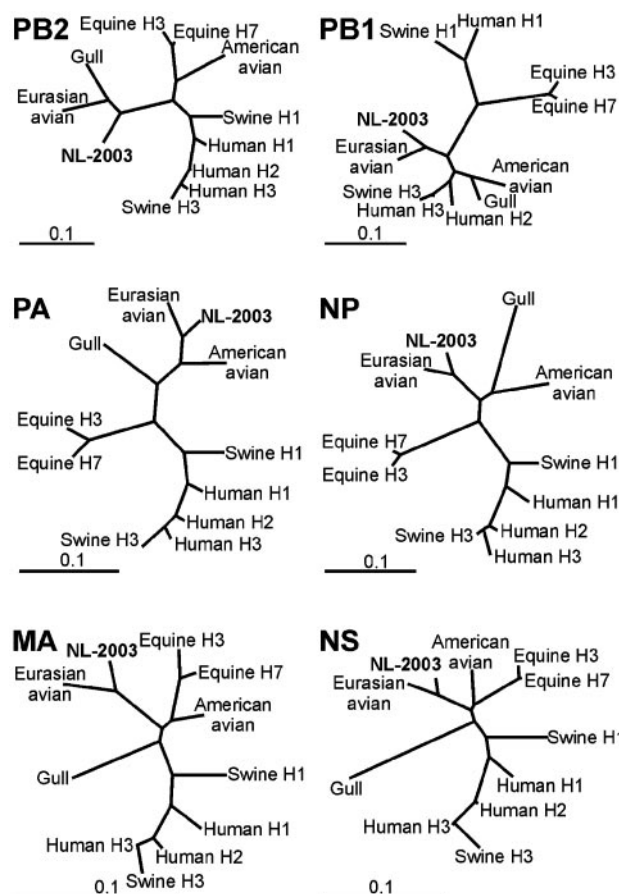 PB2
Equine H3
Equine H7
American
avian
Gull
Eurasian
avian
NL-2003
Swine H1
Human H1
Human H2
Human H3
Swine H3
0.1
PB1
Human H1
Swine H1
Equine H3
Equine H7
NL-2003
Eurasian
avian
American
avian
Swine H3
Gull
Human H3
Human H2
0.1
PA
Eurasian
avian
NL-2003
Gull
American
avian
Equine H3
Equine H7
Swine H1
Human H1
Human H2
Swine H3
Human H3
0.1
NP
Gull
NL-2003
Eurasian
avian
American
avian
Equine H7
Equine H3
Swine H1
Human H1
Swine H3
Human H2
Human H3
0.1
MA
NL-2003
Equine H3
Eurasian
avian
Equine H7
American
avian
Gull
Swine H1
Human H1
Human H3
Human H2
Swine H3
0.1
NS
American
avian
NL-2003
Equine H3
Eurasian
avian
Equine H7
Swine H1
Gull
Human H1
Human H2
Human H3
Swine H3
0.1